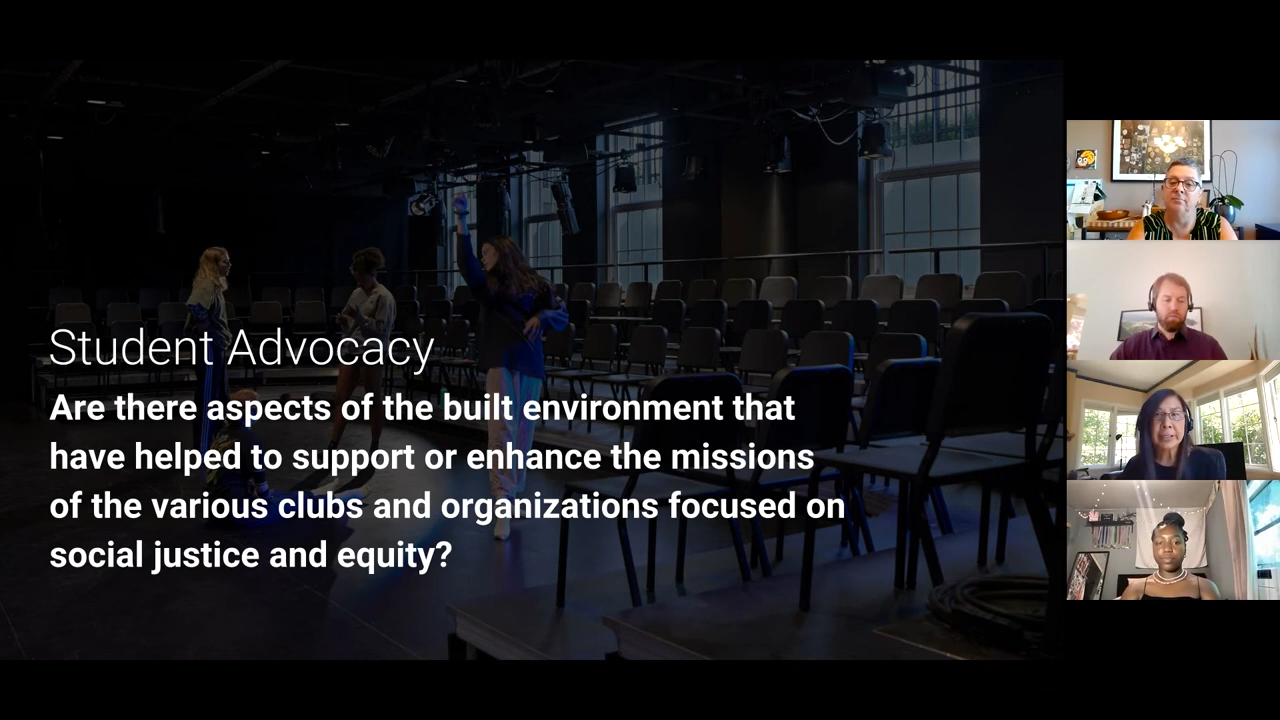 Student Advocacy
Are there aspects of the built environment that
have helped to support or enhance the missions
of the various clubs and organizations focused on
social justice and equity?